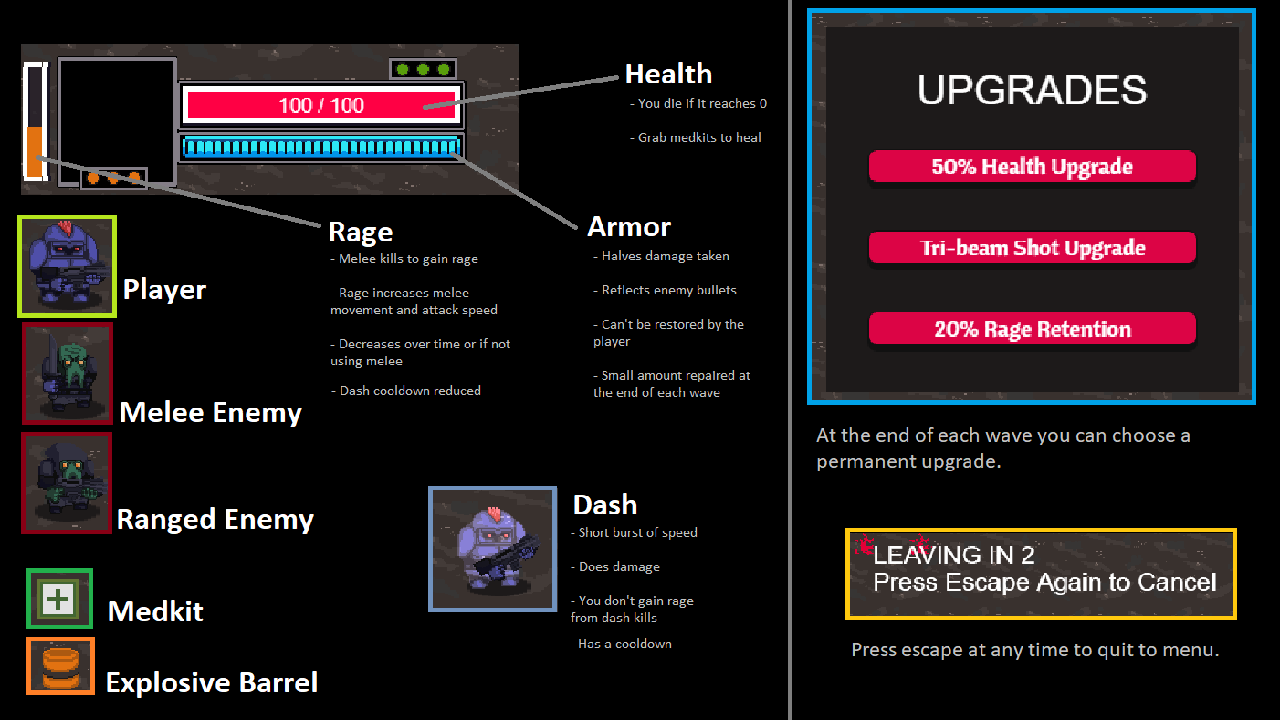 100 / 100
Health
- You die if it reaches 0
- Grab medkits to heal
Rage
- Melee kills to gain rage
- Rage increases melee
movement and attack speed
- Decreases over time or if not
using melee
- Dash cooldown reduced
Armor
- Halves damage taken
- Reflects enemy bullets
- Can't be restored by the
player
- Small amount repaired at
the end of each wave
Player
Melee Enemy
Ranged Enemy
Medkit
Explosive Barrel
Dash
- Short burst of speed
- Does damage
- You don't gain rage
from dash kills
Has a cooldown
UPGRADES
50% Health Upgrade
Tri-beam Shot Upgrade
20% Rage Retention
At the end of each wave you can choose a
permanent upgrade.
LEAVING IN 2
Press Escape Again to Cancel
Press escape at any time to quit to menu.